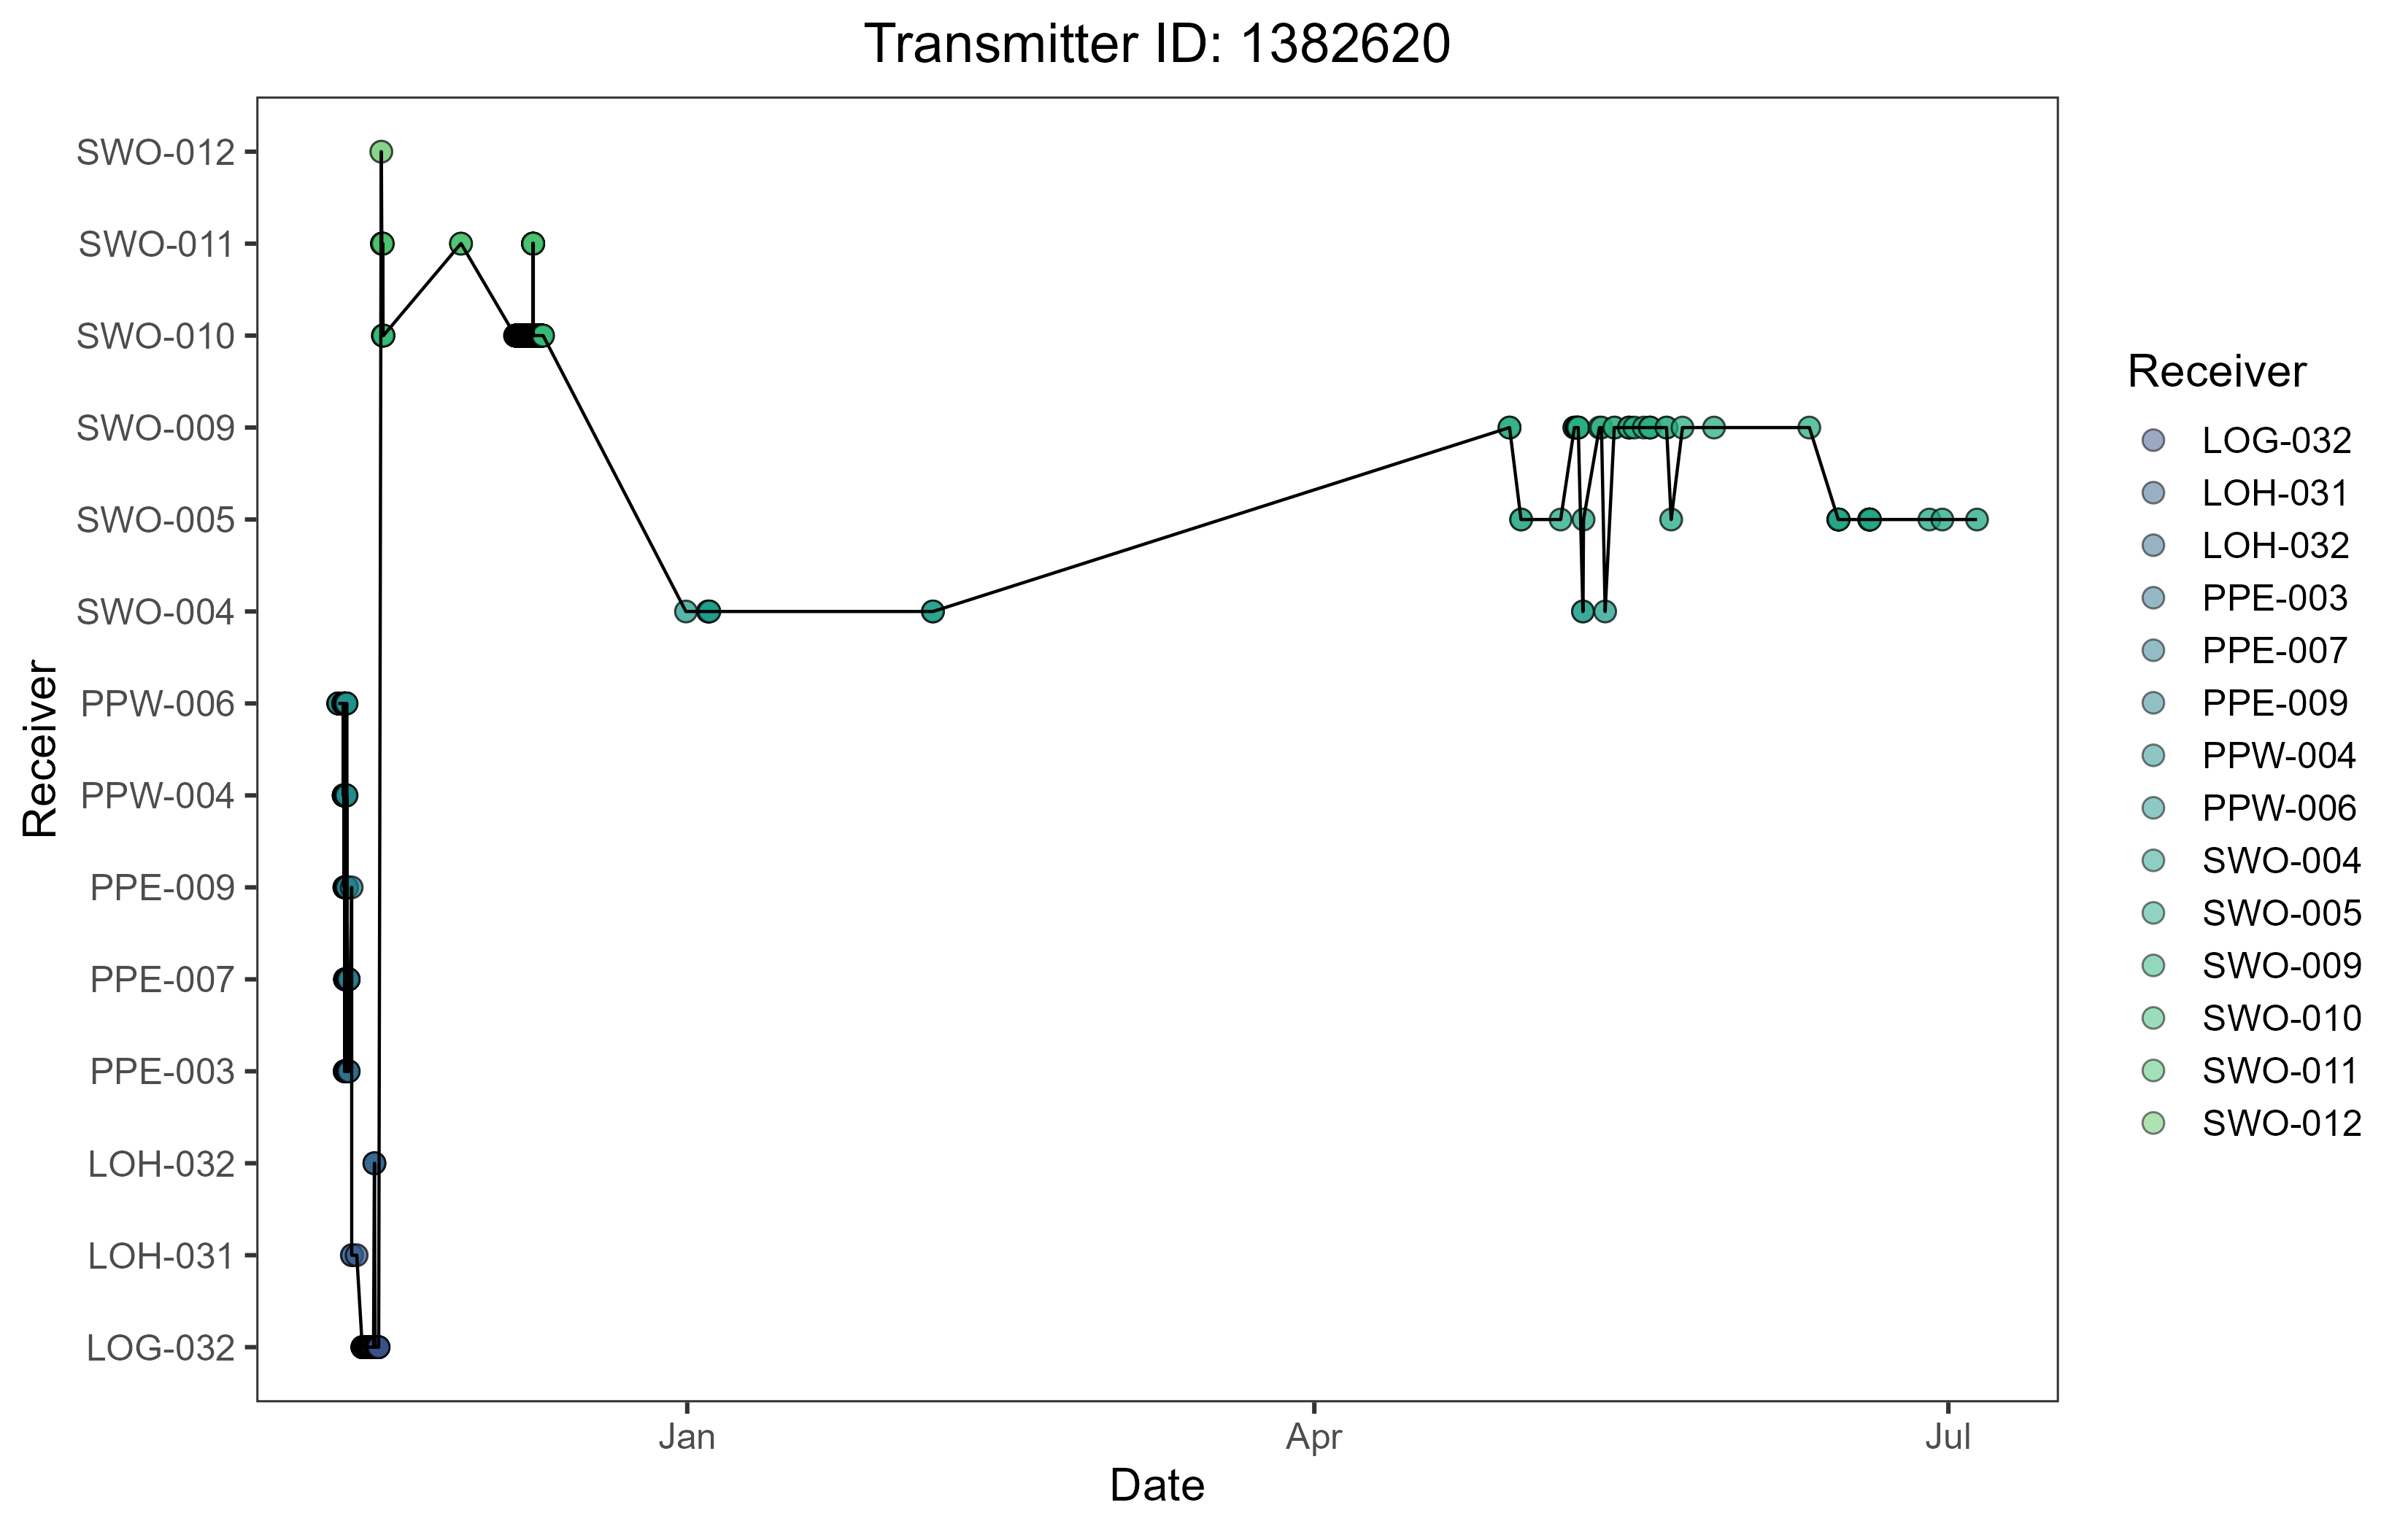 Transmitter ID: 1382620
SWO-012
SWO-011
SWO-010
SWO-009
SWO-005
SWO-004
PPW-006
PPW-004
PPE-009
PPE-007
PPE-003
LOH-032
LOH-031
LOG-032
Receiver
Jan
Apr
Jul
Date
Receiver
LOG-032
LOH-031
LOH-032
PPE-003
PPE-007
PPE-009
PPW-004
PPW-006
SWO-004
SWO-005
SWO-009
SWO-010
SWO-011
SWO-012